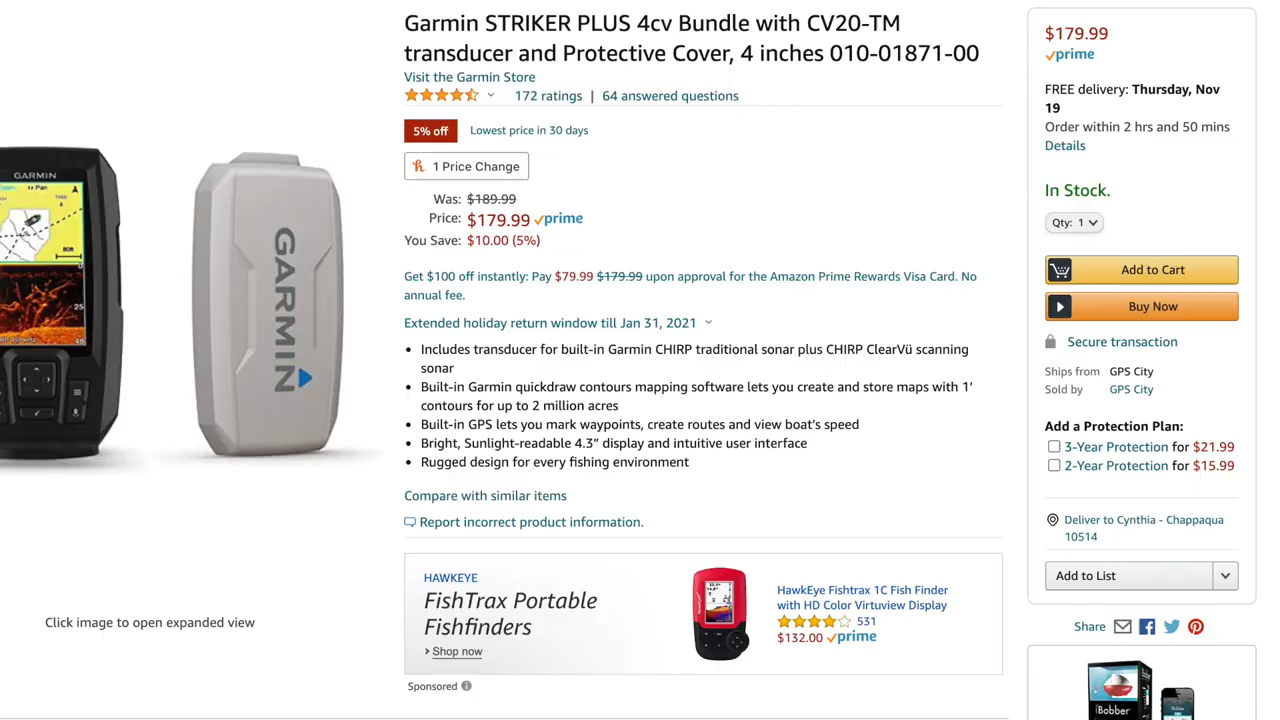 Garmin STRIKER PLUS 4cv Bundle with CV20-TM
transducer and Protective Cover, 4 inches 010-01871-00
Visit the Garmin Store
172 ratings | 64 answered questions
5% off Lowest price in 30 days
1 Price Change
Was: $189.99
Price: $179.99 prime
You Save: $10.00 (5%)
Get $100 off instantly: Pay $79.99 $179.99 upon approval for the Amazon Prime Rewards Visa Card. No
annual fee.
Extended holiday return window till Jan 31, 2021
• Includes transducer for built-in Garmin CHIRP traditional sonar plus CHIRP ClearVü scanning
sonar
• Built-in Garmin quickdraw contours mapping software lets you create and store maps with 1’
contours for up to 2 million acres
• Built-in GPS lets you mark waypoints, create routes and view boat’s speed
• Bright, Sunlight-readable 4.3” display and intuitive user interface
• Rugged design for every fishing environment
Compare with similar items
Report incorrect product information.
GARMIN
Pan
GARMIN
Click image to open expanded view
HAWKEYE
FishTrax Portable
Fishfinders
› Shop now
HawkEye Fishtrax 1C Fish Finder
with HD Color Virtuview Display
531
$132.00 prime
Sponsored
$179.99
prime
FREE delivery: Thursday, Nov
19
Order within 2 hrs and 50 mins
Details
In Stock.
Qty: 1
Add to Cart
Buy Now
Secure transaction
Ships from GPS City
Sold by GPS City
Add a Protection Plan:
3-Year Protection for $21.99
2-Year Protection for $15.99
Deliver to Cynthia - Chappaqua
10514
Add to List
Share
iBobber